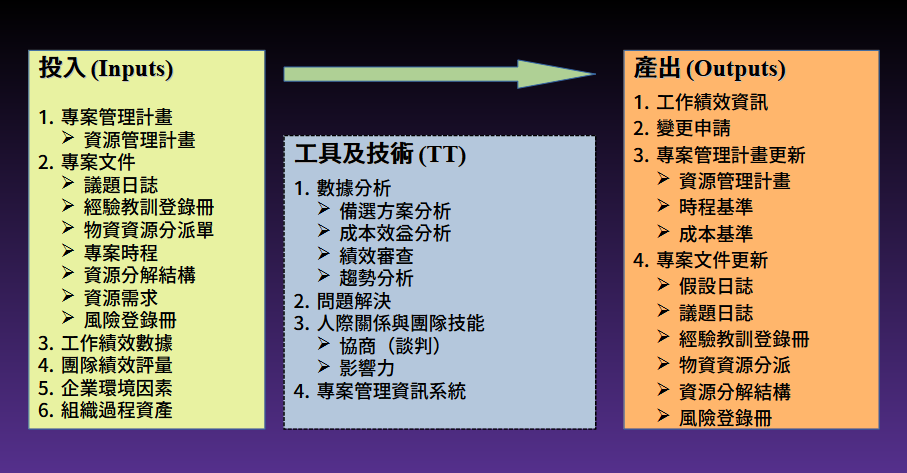 投入 (Inputs)
1. 專案管理計畫
➢ 資源管理計畫
2. 專案文件
➢ 議題日誌
➢ 經驗教訓登錄冊
➢ 物資資源分派單
➢ 專案時程
➢ 資源分解結構
➢ 資源需求
➢ 風險登錄冊
3. 工作績效數據
4. 團隊績效評量
5. 企業環境因素
6. 組織過程資產
工具及技術 (TT)
1. 數據分析
➢ 備選方案分析
➢ 成本效益分析
➢ 績效審查
➢ 趨勢分析
2. 問題解決
3. 人際關係與團隊技能
➢ 協商（談判）
➢ 影響力
4. 專案管理資訊系統
產出 (Outputs)
1. 工作績效資訊
2. 變更申請
3. 專案管理計畫更新
➢ 資源管理計畫
➢ 時程基準
➢ 成本基準
4. 專案文件更新
➢ 假設日誌
➢ 議題日誌
➢ 經驗教訓登錄冊
➢ 物資資源分派
➢ 資源分解結構
➢ 風險登錄冊